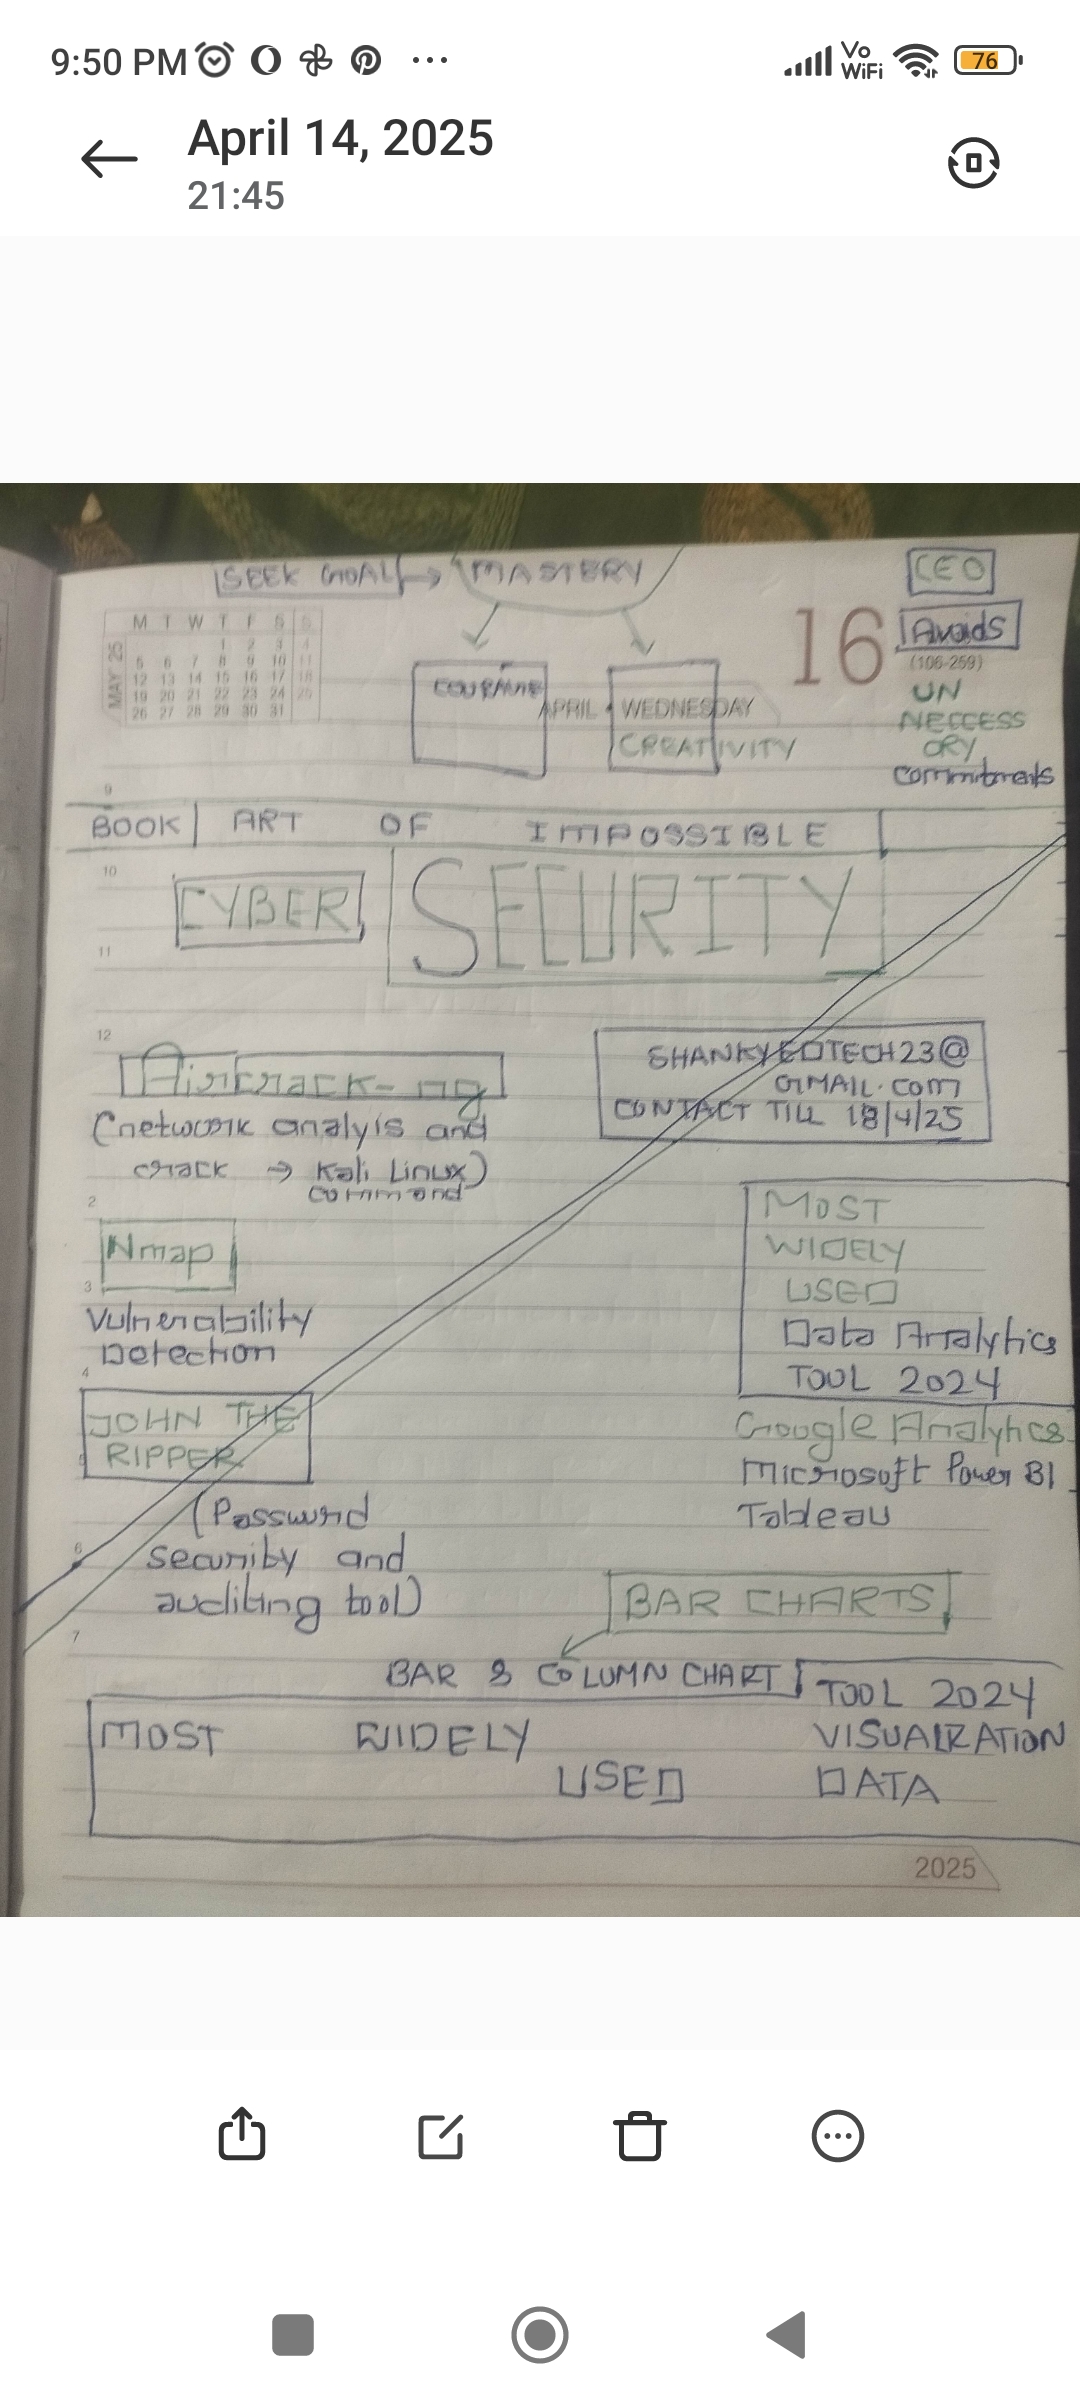 9:50 PM ...
Vo WiFi 76
April 14, 2025
21:45
SEEK GOAL → MASTERY
CEO
Avoids
16
(106-259)
UN
NECCESS
ORY
commitments
MAY 25
M T W T F S S
1 2 3 4
5 6 7 8 9 10 11
12 13 14 15 16 17 18
19 20 21 22 23 24 25
26 27 28 29 30 31
APRIL • WEDNESDAY
CREATIVITY
9
BOOK | ART OF IMPOSSIBLE
10
CYBER SECURITY
11
12
Aircrack-ng
(network analyis and
crack → Kali Linux)
command
SHANKYEDTECH23@
GMAIL.COM
CONTACT TILL 18/4/25
2
Nmap
3
Vulnerability
Detection
4
MOST
WIDELY
USED
Data Analytics
TOOL 2024
JOHN THE
RIPPER
5
Google Analytics
Microsoft Power BI
Tableau
(Password
6
security and
auditing tool)
7
BAR CHARTS
BAR & COLUMN CHART
TOOL 2024
MOST WIDELY
USED DATA
2025